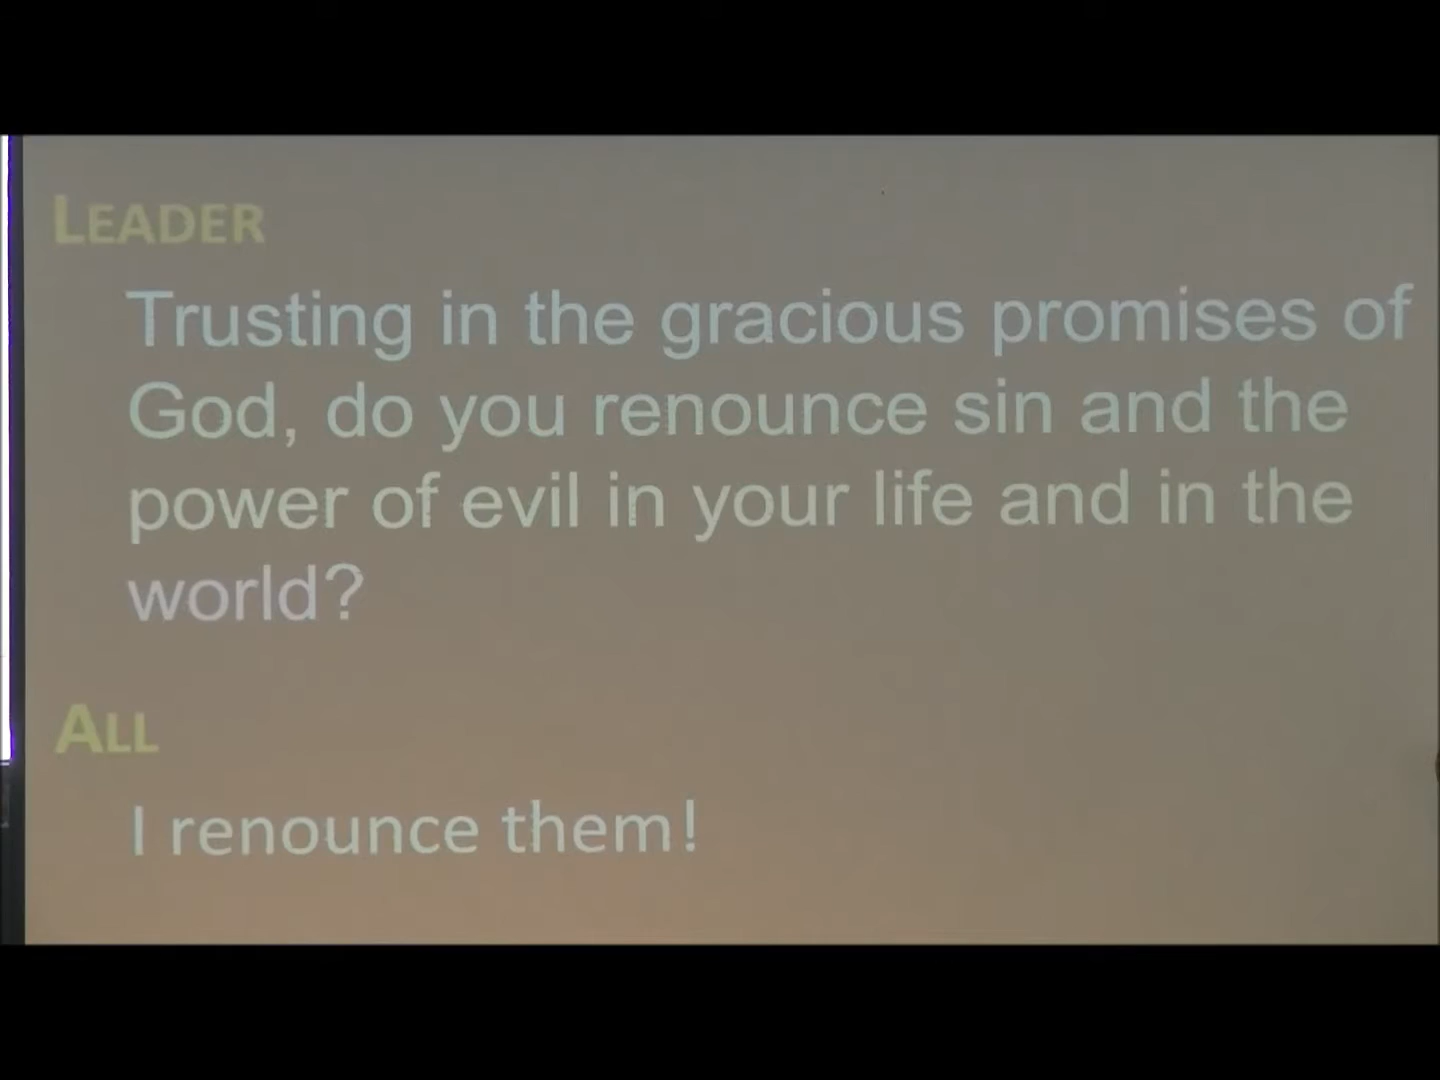 LEADER
Trusting in the gracious promises of
God, do you renounce sin and the
power of evil in your life and in the
world?
ALL
I renounce them!